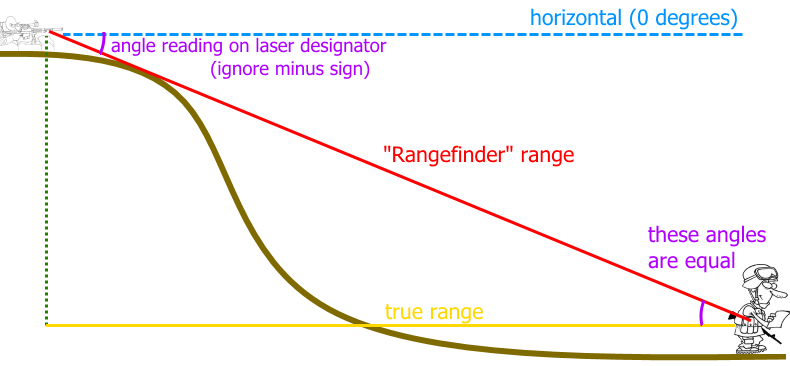 horizontal (0 degrees)
angle reading on laser designator
(ignore minus sign)
"Rangefinder" range
these angles
are equal
true range